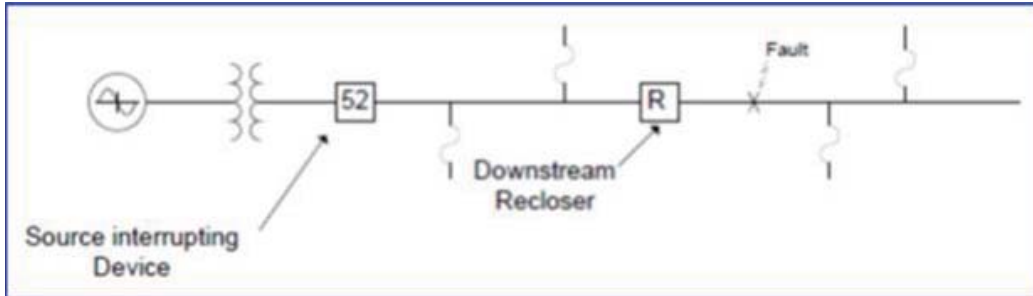 Fault
52
R
Downstream
Recloser
Source interrupting
Device